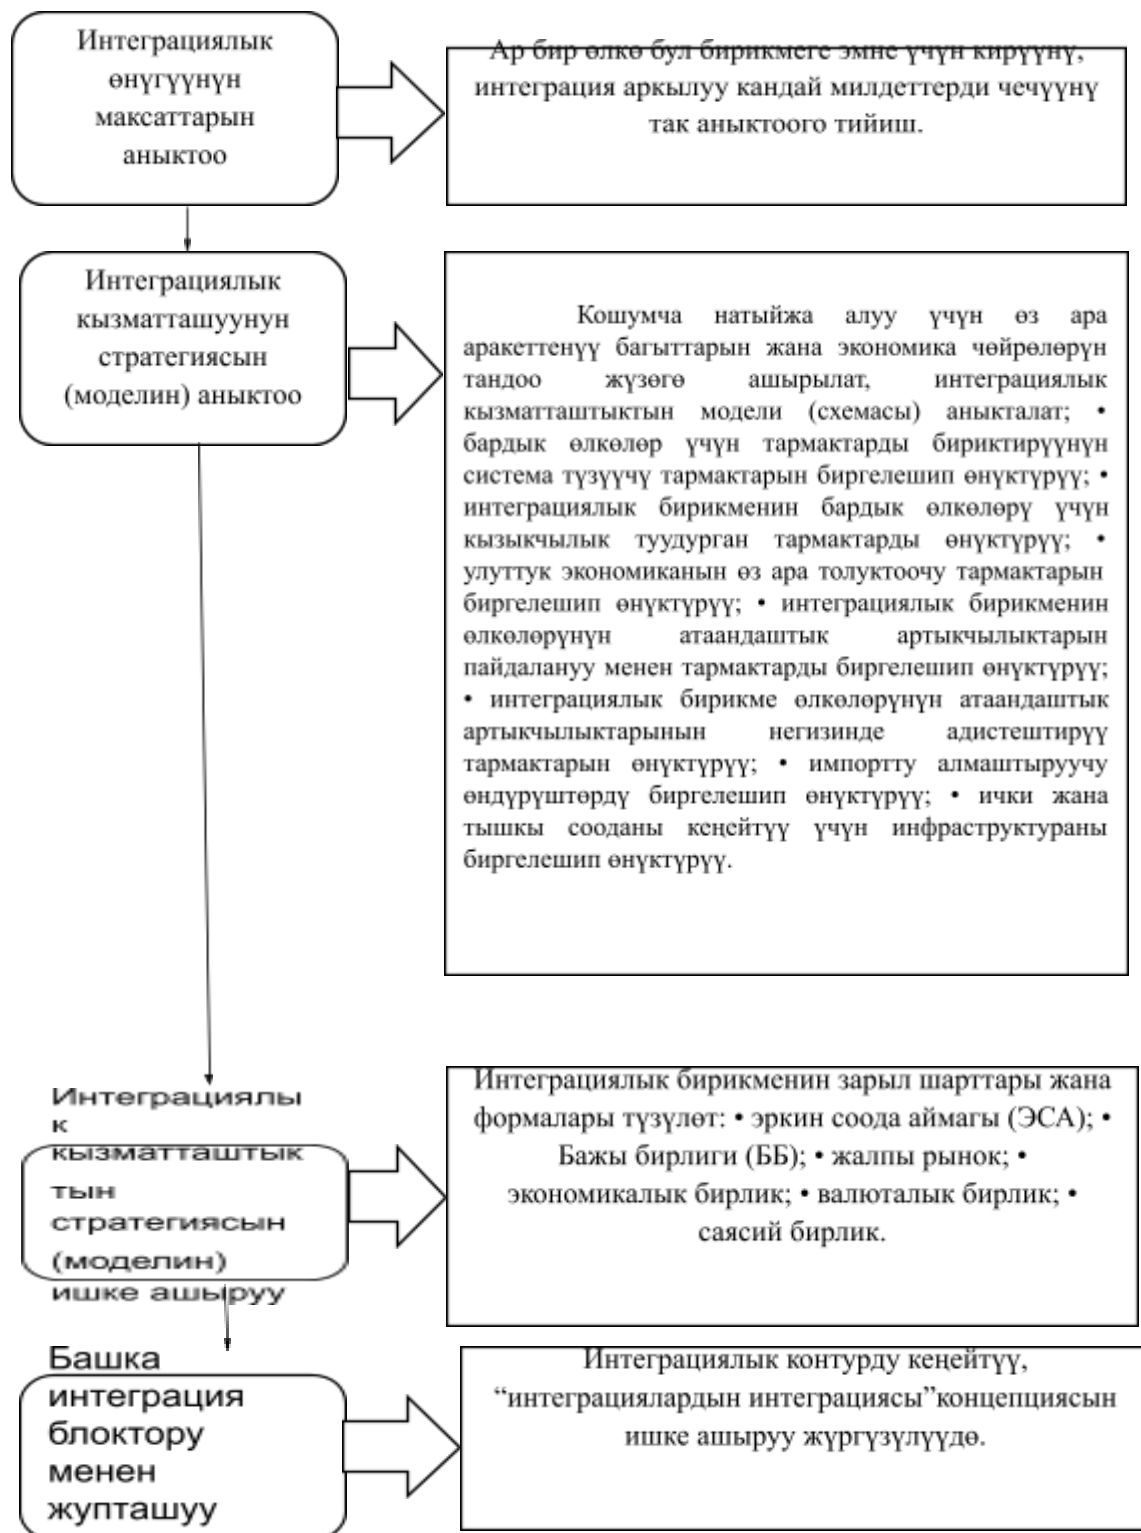 Интеграциялык
өнүгүүнүн
максаттарын
аныктоо
Ар бир өлкө бул бирикмеге эмне үчүн кирүүнү,
интеграция аркылуу кандай милдеттерди чечүүнү
так аныктоого тийиш.
Интеграциялык
кызматташуунун
стратегиясын
(моделин) аныктоо
Кошумча натыйжа алуу үчүн өз ара
аракеттенүү багыттарын жана экономика чөйрөлөрүн
тандоо жүзөгө ашырылат, интеграциялык
кызматташтыктын модели (схемасы) аныкталат; •
бардык өлкөлөр үчүн тармактарды бириктирүүнүн
система түзүүчү тармактарын биргелешип өнүктүрүү; •
интеграциялык бирикменин бардык өлкөлөрү үчүн
кызыкчылык туудурган тармактарды өнүктүрүү; •
улуттук экономиканын өз ара толуктоочу тармактарын
биргелешип өнүктүрүү; • интеграциялык бирикменин
өлкөлөрүнүн атаандаштык артыкчылыктарын
пайдалануу менен тармактарды биргелешип өнүктүрүү;
• интеграциялык бирикме өлкөлөрүнүн атаандаштык
артыкчылыктарынын негизинде адистештирүү
тармактарын өнүктүрүү; • импортту алмаштыруучу
өндүрүштөрдү биргелешип өнүктүрүү; • ички жана
тышкы сооданы кеңейтүү үчүн инфраструктураны
биргелешип өнүктүрүү.
Интеграциялы
к
кызматташтык
тын
стратегиясын
(моделин)
ишке ашыруу
Интеграциялык бирикменин зарыл шарттары жана
формалары түзүлөт: • эркин соода аймагы (ЭСА); •
Бажы бирлиги (ББ); • жалпы рынок; •
экономикалык бирлик; • валюталык бирлик; •
саясий бирлик.
Башка
интеграция
блоктору
менен
жупташуу
Интеграциялык контурду кеңейтүү,
“интеграциялардын интеграциясы”концепциясын
ишке ашыруу жүргүзүлүүдө.